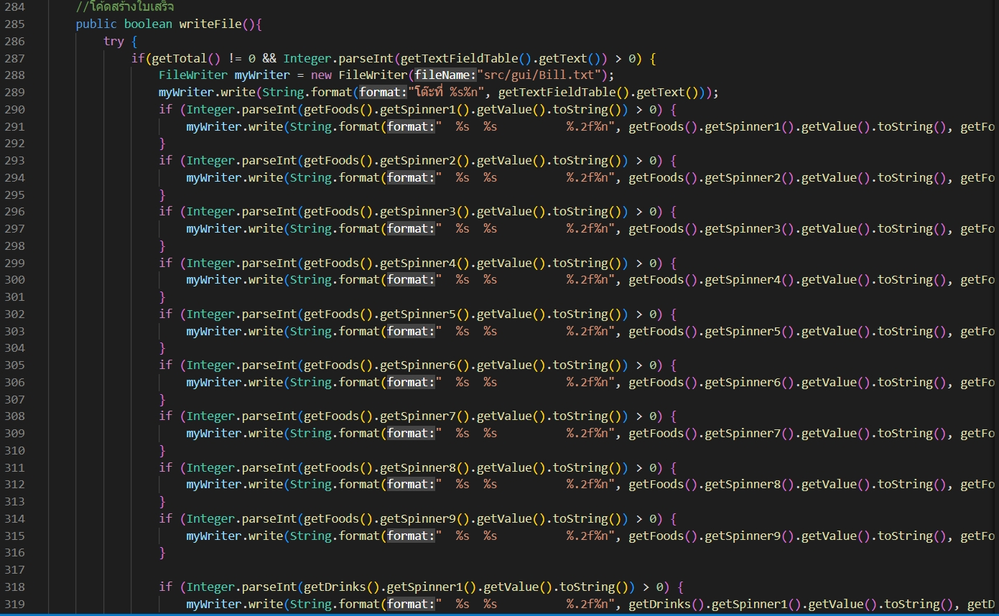 284 //โค้ดสร้างใบเสร็จ
285 public boolean writeFile(){
286 try {
287 if(getTotal() != 0 && Integer.parseInt(getTextFieldTable().getText()) > 0) {
288 FileWriter myWriter = new FileWriter(fileName:"src/gui/Bill.txt");
289 myWriter.write(String.format(format:"โต๊ะที่ %s%n", getTextFieldTable().getText()));
290 if (Integer.parseInt(getFoods().getSpinner1().getValue().toString()) > 0) {
291 myWriter.write(String.format(format:"  %s  %s          %.2f%n", getFoods().getSpinner1().getValue().toString(), getFo
292 }
293 if (Integer.parseInt(getFoods().getSpinner2().getValue().toString()) > 0) {
294 myWriter.write(String.format(format:"  %s  %s          %.2f%n", getFoods().getSpinner2().getValue().toString(), getFo
295 }
296 if (Integer.parseInt(getFoods().getSpinner3().getValue().toString()) > 0) {
297 myWriter.write(String.format(format:"  %s  %s          %.2f%n", getFoods().getSpinner3().getValue().toString(), getFo
298 }
299 if (Integer.parseInt(getFoods().getSpinner4().getValue().toString()) > 0) {
300 myWriter.write(String.format(format:"  %s  %s          %.2f%n", getFoods().getSpinner4().getValue().toString(), getFo
301 }
302 if (Integer.parseInt(getFoods().getSpinner5().getValue().toString()) > 0) {
303 myWriter.write(String.format(format:"  %s  %s          %.2f%n", getFoods().getSpinner5().getValue().toString(), getFo
304 }
305 if (Integer.parseInt(getFoods().getSpinner6().getValue().toString()) > 0) {
306 myWriter.write(String.format(format:"  %s  %s          %.2f%n", getFoods().getSpinner6().getValue().toString(), getFo
307 }
308 if (Integer.parseInt(getFoods().getSpinner7().getValue().toString()) > 0) {
309 myWriter.write(String.format(format:"  %s  %s          %.2f%n", getFoods().getSpinner7().getValue().toString(), getFo
310 }
311 if (Integer.parseInt(getFoods().getSpinner8().getValue().toString()) > 0) {
312 myWriter.write(String.format(format:"  %s  %s          %.2f%n", getFoods().getSpinner8().getValue().toString(), getFo
313 }
314 if (Integer.parseInt(getFoods().getSpinner9().getValue().toString()) > 0) {
315 myWriter.write(String.format(format:"  %s  %s          %.2f%n", getFoods().getSpinner9().getValue().toString(), getFo
316 }
317
318 if (Integer.parseInt(getDrinks().getSpinner1().getValue().toString()) > 0) {
319 myWriter.write(String.format(format:"  %s  %s          %.2f%n", getDrinks().getSpinner1().getValue().toString(), getD